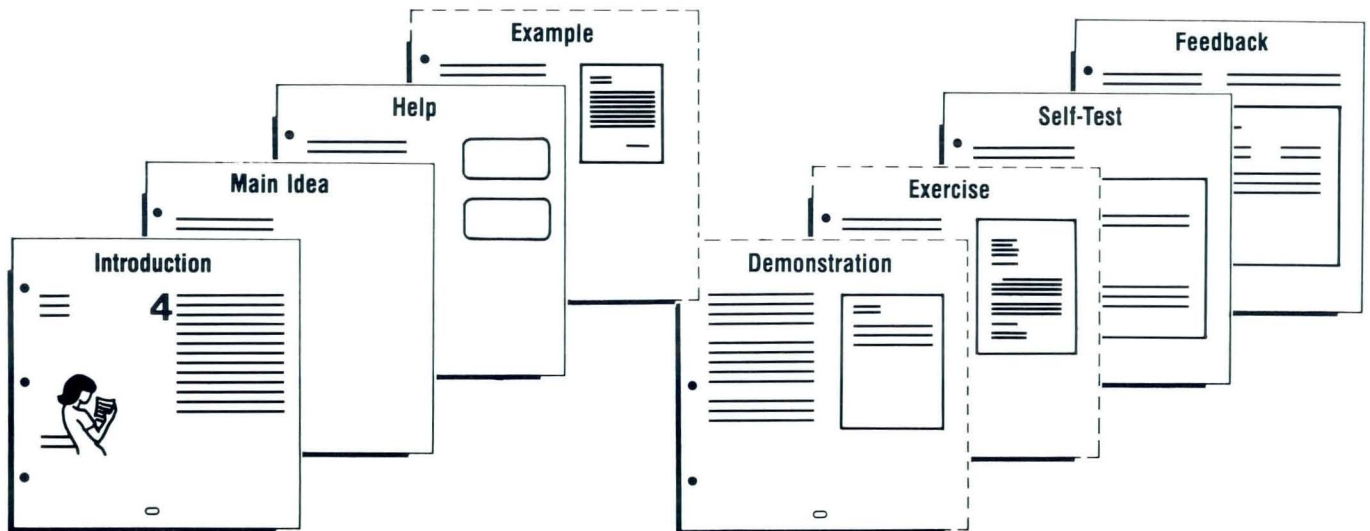 Introduction
4
Main Idea
Help
Example
Demonstration
Exercise
Self-Test
Feedback